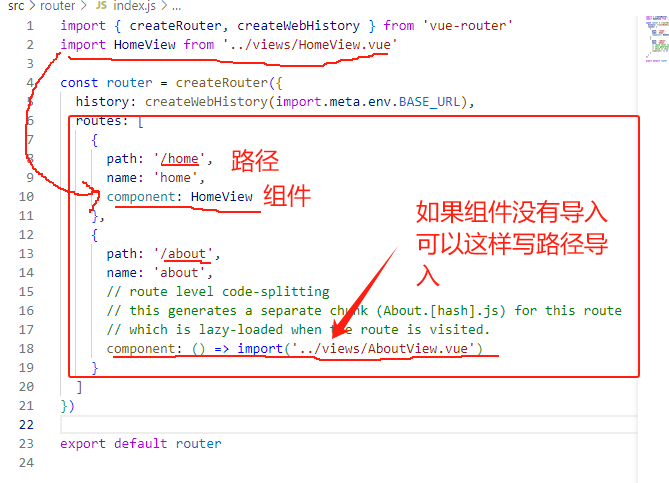 src > router > JS index.js > ...
1 import { createRouter, createWebHistory } from 'vue-router'
2 import HomeView from '../views/HomeView.vue'
3
4 const router = createRouter({
5 history: createWebHistory(import.meta.env.BASE_URL),
6 routes: [
7 {
8 path: '/home',
路径
9 name: 'home',
10 component: HomeView
组件
11 },
12 {
如果组件没有导入
可以这样写路径导
入
13 path: '/about',
14 name: 'about',
15 // route level code-splitting
16 // this generates a separate chunk (About.[hash].js) for this route
17 // which is lazy-loaded when the route is visited.
18 component: () => import('../views/AboutView.vue')
19 }
20 ]
21 })
22
23 export default router
24